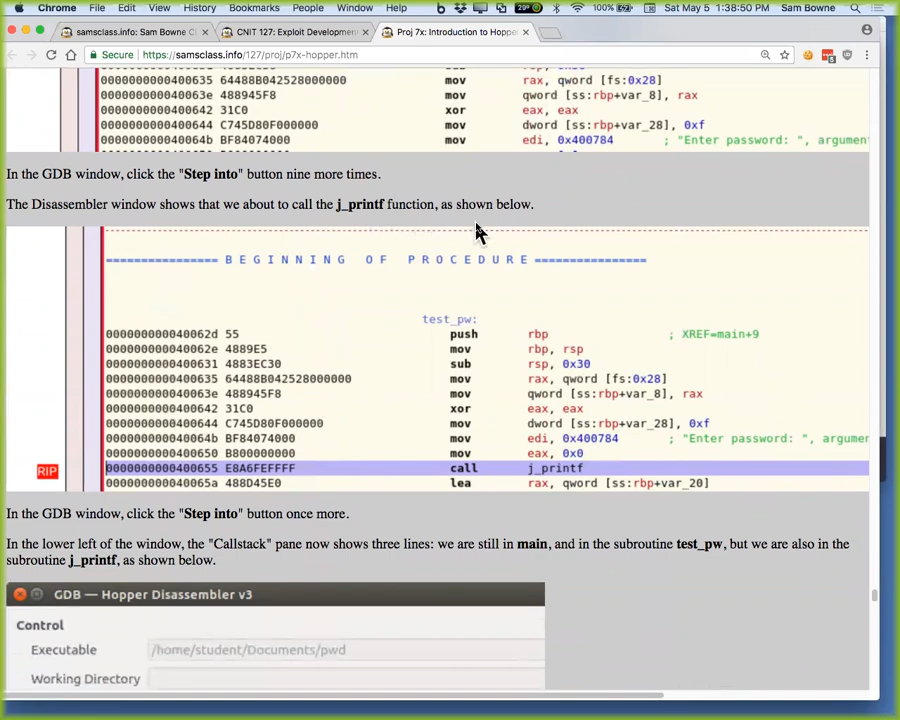 Chrome File Edit View History Bookmarks People Window Help 29° 100% Sat May 5 1:38:50 PM Sam Bowne
samsclass.info: Sam Bowne C CNIT 127: Exploit Developmen Proj 7x: Introduction to Hoppe
Secure https://samsclass.info/127/proj/p7x-hopper.htm
0000000000400635 64488B042528000000 mov rax, qword [fs:0x28]
000000000040063e 488945F8 mov qword [ss:rbp+var_8], rax
0000000000400642 31C0 xor eax, eax
0000000000400644 C745D80F000000 mov dword [ss:rbp+var_28], 0xf
000000000040064b BF84074000 mov edi, 0x400784 ; "Enter password: ", argumen
In the GDB window, click the "Step into" button nine more times.
The Disassembler window shows that we about to call the j_printf function, as shown below.
================ B E G I N N I N G   O F   P R O C E D U R E ================
test_pw:
000000000040062d 55 push rbp ; XREF=main+9
000000000040062e 4889E5 mov rbp, rsp
0000000000400631 4883EC30 sub rsp, 0x30
0000000000400635 64488B042528000000 mov rax, qword [fs:0x28]
000000000040063e 488945F8 mov qword [ss:rbp+var_8], rax
0000000000400642 31C0 xor eax, eax
0000000000400644 C745D80F000000 mov dword [ss:rbp+var_28], 0xf
000000000040064b BF84074000 mov edi, 0x400784 ; "Enter password: ", argumen
0000000000400650 B800000000 mov eax, 0x0
RIP 0000000000400655 E8A6FEFFFF call j_printf
000000000040065a 488D45E0 lea rax, qword [ss:rbp+var_20]
In the GDB window, click the "Step into" button once more.
In the lower left of the window, the "Callstack" pane now shows three lines: we are still in main, and in the subroutine test_pw, but we are also in the
subroutine j_printf, as shown below.
GDB — Hopper Disassembler v3
Control
Executable /home/student/Documents/pwd
Working Directory